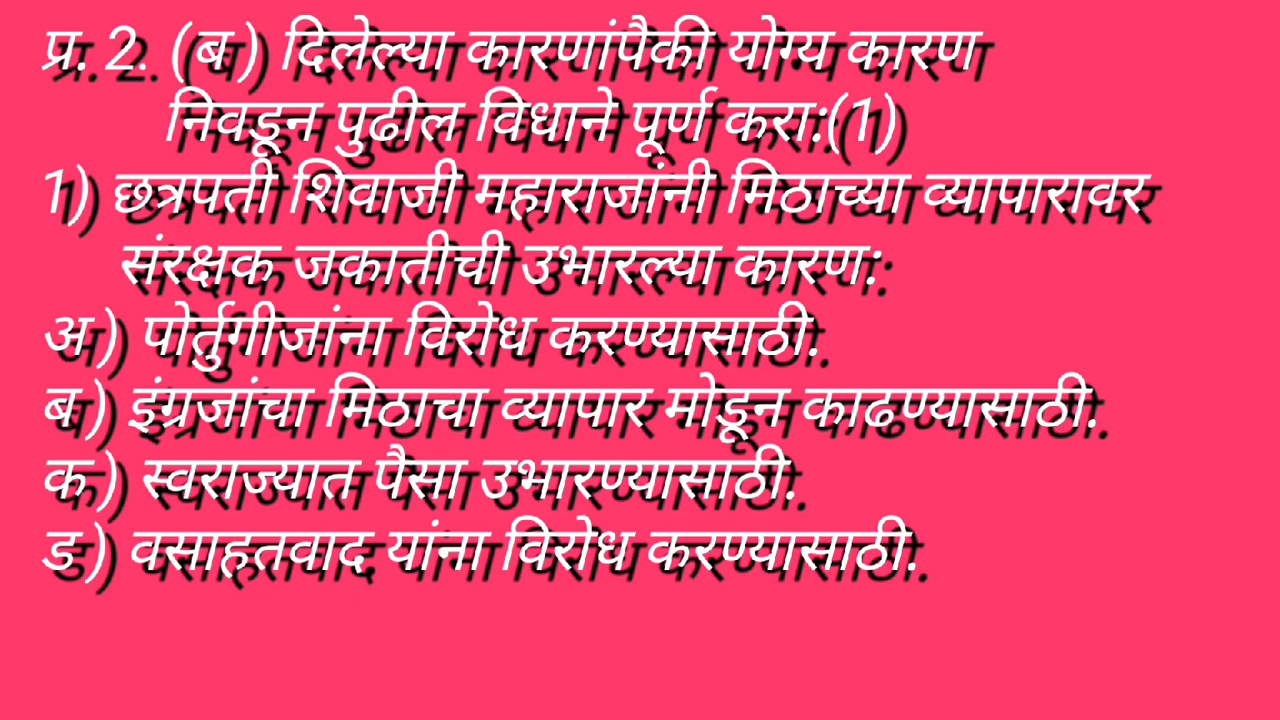 प्र. 2. (ब ) दिलेल्या कारणांपैकी योग्य कारण
निवडून पुढील विधाने पूर्ण करा:(1)
1) छत्रपती शिवाजी महाराजांनी मिठाच्या व्यापारावर
संरक्षक जकातीची उभारल्या कारण:
अ ) पोर्तुगीजांना विरोध करण्यासाठी.
ब ) इंग्रजांचा मिठाचा व्यापार मोडून काढण्यासाठी.
क ) स्वराज्यात पैसा उभारण्यासाठी.
ड ) वसाहतवाद यांना विरोध करण्यासाठी.